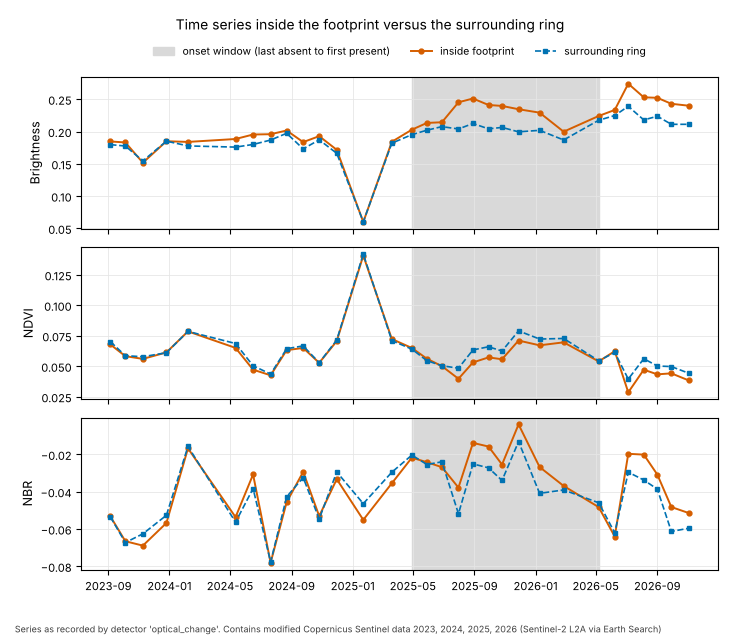 Time series inside the footprint versus the surrounding ring
onset window (last absent to first present) inside footprint surrounding ring
Brightness
0.25
0.20
0.15
0.10
0.05
NDVI
0.125
0.100
0.075
0.050
0.025
NBR
−0.02
−0.04
−0.06
−0.08
2023-09 2024-01 2024-05 2024-09 2025-01 2025-05 2025-09 2026-01 2026-05 2026-09
Series as recorded by detector 'optical_change'. Contains modified Copernicus Sentinel data 2023, 2024, 2025, 2026 (Sentinel-2 L2A via Earth Search)